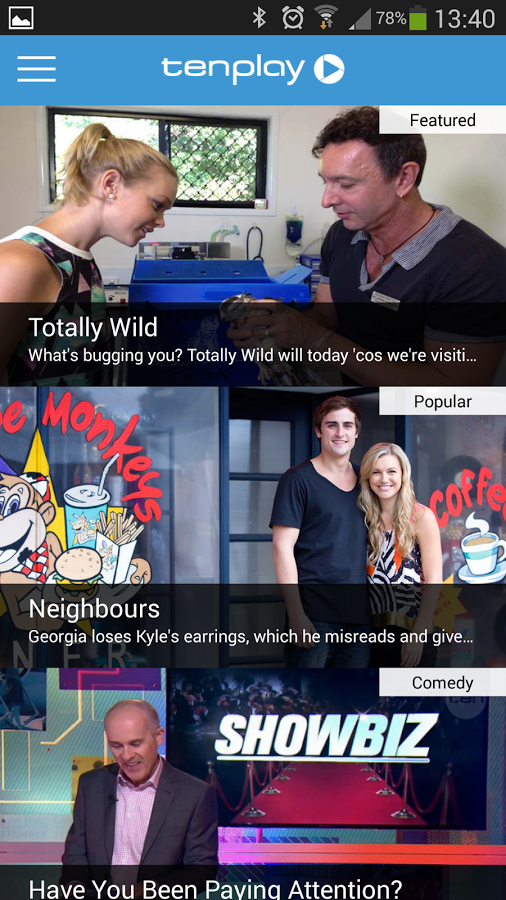 78%
13:40
tenplay
Featured
Totally Wild
What's bugging you? Totally Wild will today 'cos we're visiti…
Popular
Monkeys
Coffe
Neighbours
Georgia loses Kyle's earrings, which he misreads and give…
N E R
Comedy
ten
SHOWBIZ
Have You Been Paying Attention?